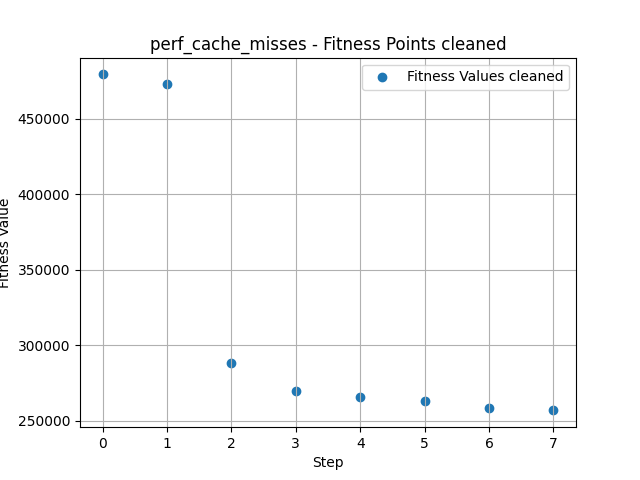 perf_cache_misses - Fitness Points cleaned
Fitness Values cleaned
Fitness Value
450000
400000
350000
300000
250000
0 1 2 3 4 5 6 7
Step